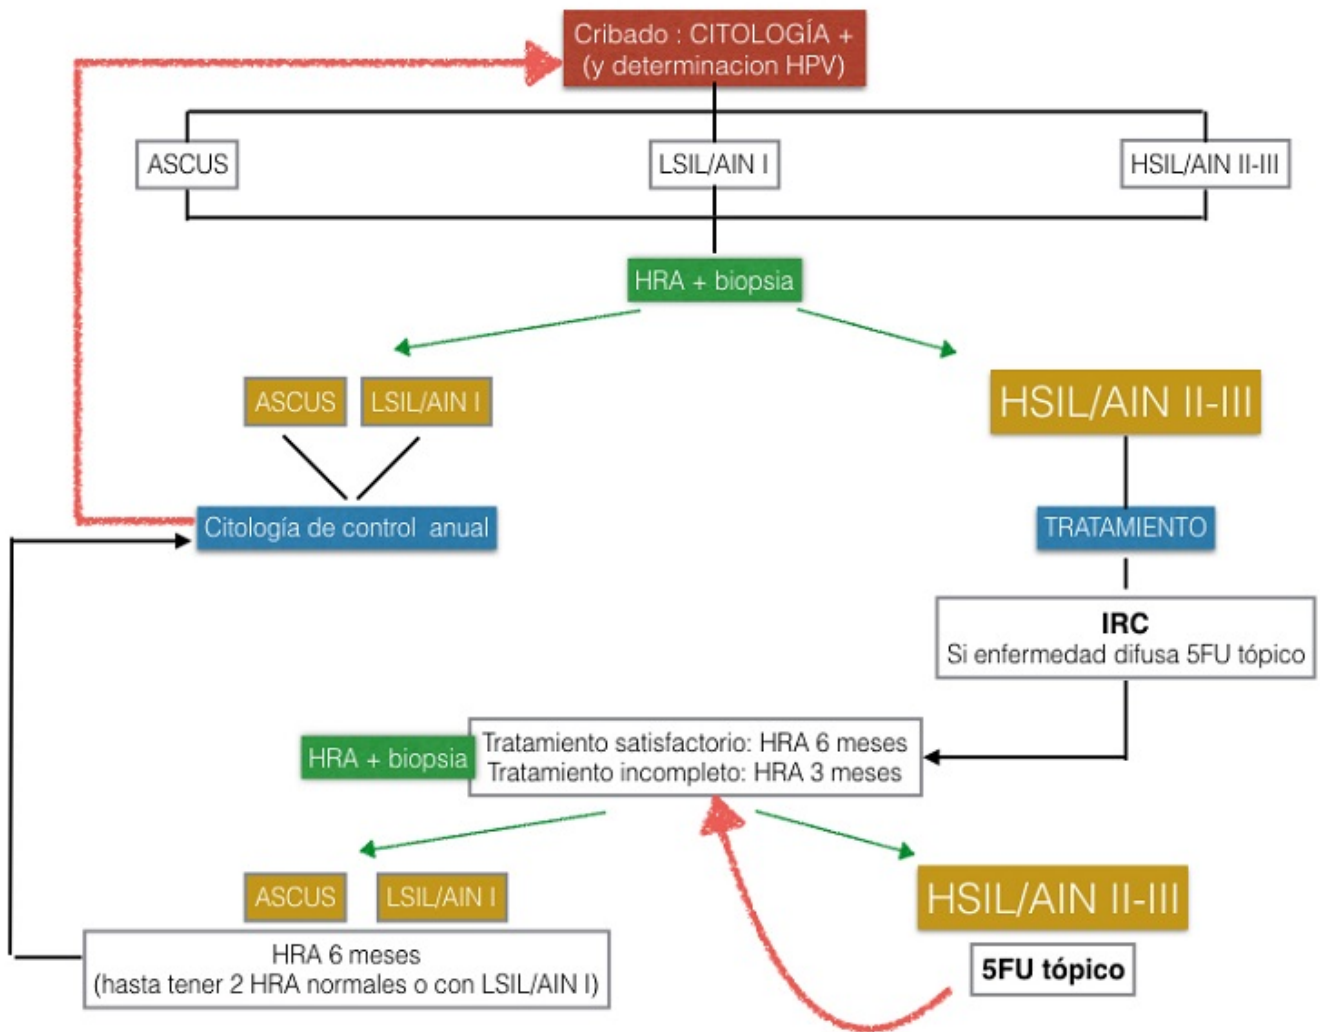 Cribado : CITOLOGÍA +
(y determinacion HPV)
ASCUS
LSIL/AIN I
HSIL/AIN II-III
HRA + biopsia
ASCUS
LSIL/AIN I
HSIL/AIN II-III
Citología de control anual
TRATAMIENTO
IRC
Si enfermedad difusa 5FU tópico
HRA + biopsia
Tratamiento satisfactorio: HRA 6 meses
Tratamiento incompleto: HRA 3 meses
ASCUS
LSIL/AIN I
HSIL/AIN II-III
HRA 6 meses
(hasta tener 2 HRA normales o con LSIL/AIN I)
5FU tópico